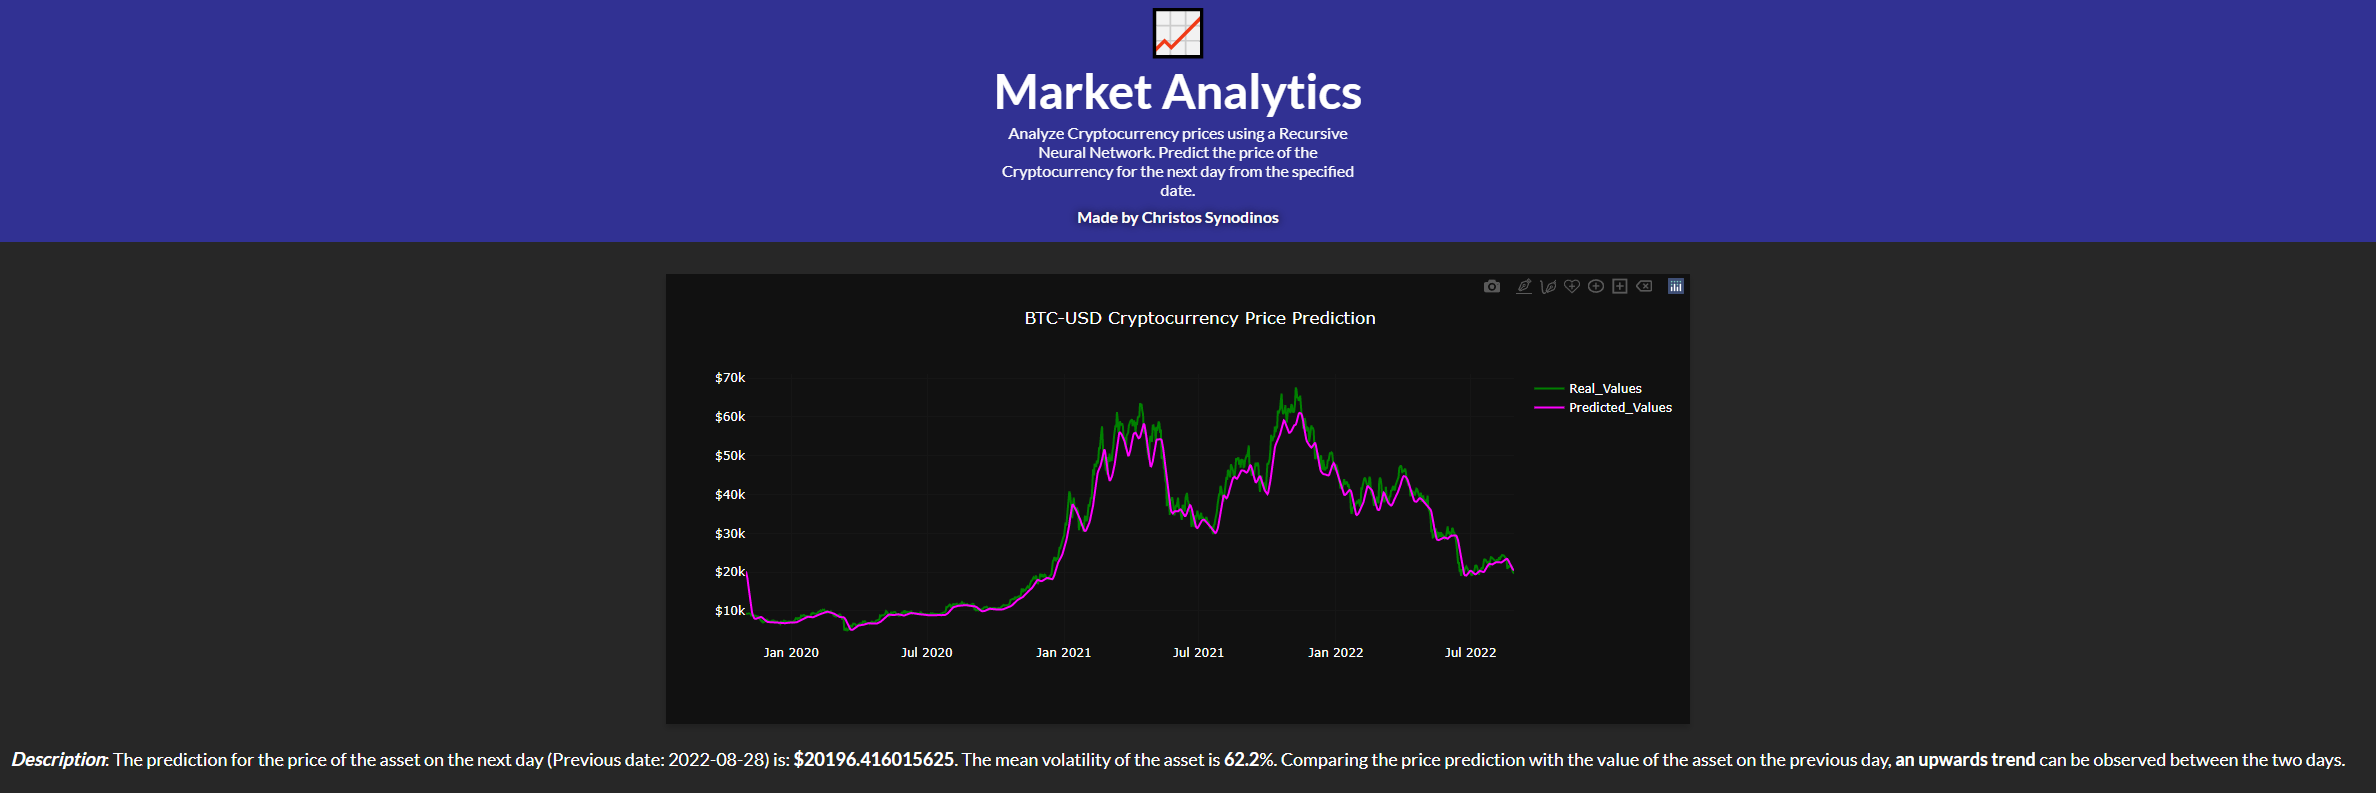 Market Analytics
Analyze Cryptocurrency prices using a Recursive
Neural Network. Predict the price of the
Cryptocurrency for the next day from the specified
date.
Made by Christos Synodinos
BTC-USD Cryptocurrency Price Prediction
$70k
$60k
$50k
$40k
$30k
$20k
$10k
Jan 2020 Jul 2020 Jan 2021 Jul 2021 Jan 2022 Jul 2022
Real_Values
Predicted_Values
Description: The prediction for the price of the asset on the next day (Previous date: 2022-08-28) is: $20196.416015625. The mean volatility of the asset is 62.2%. Comparing the price prediction with the value of the asset on the previous day, an upwards trend can be observed between the two days.